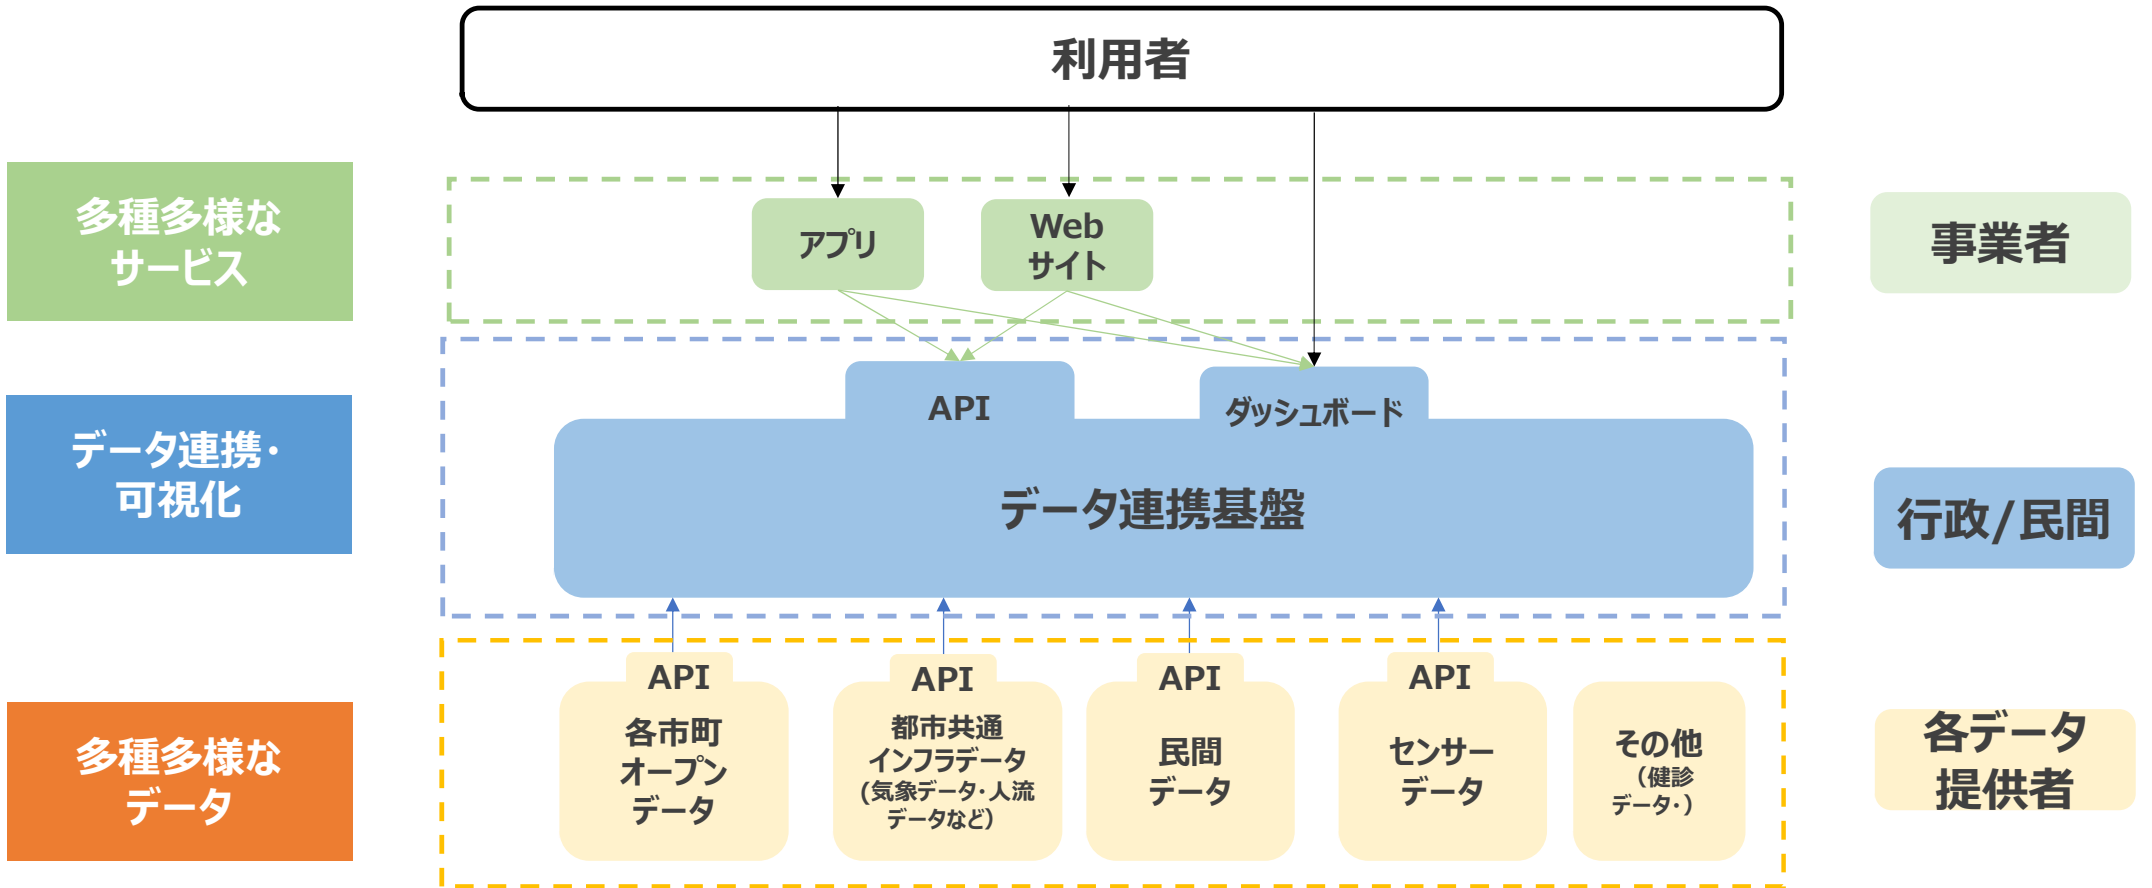 利用者
多種多様な
サービス
アプリ
Web
サイト
事業者
データ連携・
可視化
API
ダッシュボード
データ連携基盤
行政/民間
多種多様な
データ
API
各市町
オープン
データ
API
都市共通
インフラデータ
(気象データ・人流
データなど)
API
民間
データ
API
センサー
データ
その他
（健診
データ・）
各データ
提供者